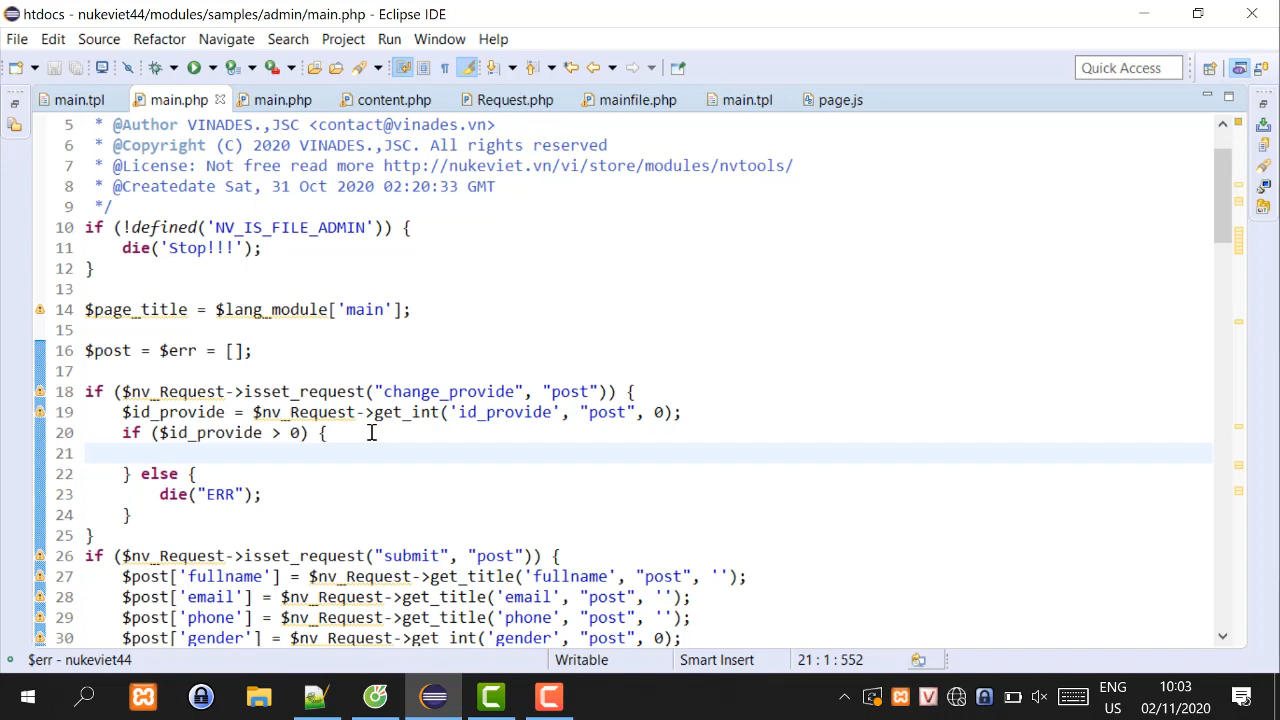 htdocs - nukeviet44/modules/samples/admin/main.php - Eclipse IDE
File Edit Source Refactor Navigate Search Project Run Window Help
Quick Access
main.tpl main.php main.php content.php Request.php mainfile.php main.tpl page.js
5 * @Author VINADES.,JSC <contact@vinades.vn>
6 * @Copyright (C) 2020 VINADES.,JSC. All rights reserved
7 * @License: Not free read more http://nukeviet.vn/vi/store/modules/nvtools/
8 * @Createdate Sat, 31 Oct 2020 02:20:33 GMT
9 */
10 if (!defined('NV_IS_FILE_ADMIN')) {
11 die('Stop!!!');
12 }
13
14 $page_title = $lang_module['main'];
15
16 $post = $err = [];
17
18 if ($nv_Request->isset_request("change_provide", "post")) {
19 $id_provide = $nv_Request->get_int('id_provide', "post", 0);
20 if ($id_provide > 0) {
21
22 } else {
23 die("ERR");
24 }
25 }
26 if ($nv_Request->isset_request("submit", "post")) {
27 $post['fullname'] = $nv_Request->get_title('fullname', "post", '');
28 $post['email'] = $nv_Request->get_title('email', "post", '');
29 $post['phone'] = $nv_Request->get_title('phone', "post", '');
30 $post['gender'] = $nv_Request->get_int('gender', "post", 0);
$err - nukeviet44 Writable Smart Insert 21 : 1 : 552
ENG 10:03
US 02/11/2020